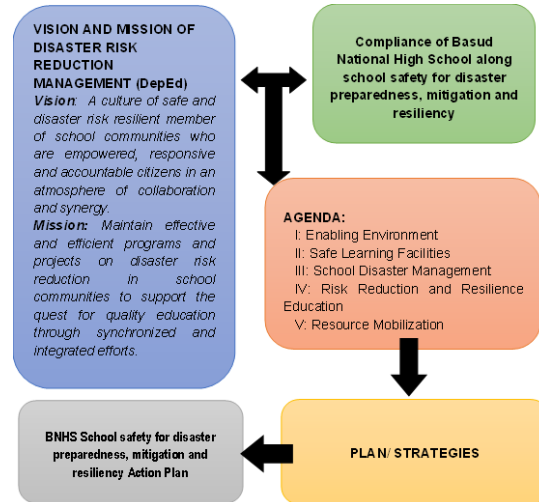 VISION AND MISSION OF
DISASTER RISK
REDUCTION
MANAGEMENT (DepEd)
Vision: A culture of safe and
disaster risk resilient member
of school communities who
are empowered, responsive
and accountable citizens in an
atmosphere of collaboration
and synergy.
Mission: Maintain effective
and efficient programs and
projects on disaster risk
reduction in school
communities to support the
quest for quality education
through synchronized and
integrated efforts.
Compliance of Basud
National High School along
school safety for disaster
preparedness, mitigation and
resiliency
AGENDA:
I: Enabling Environment
II: Safe Learning Facilities
III: School Disaster Management
IV: Risk Reduction and Resilience
Education
V: Resource Mobilization
PLAN/ STRATEGIES
BNHS School safety for disaster
preparedness, mitigation and
resiliency Action Plan